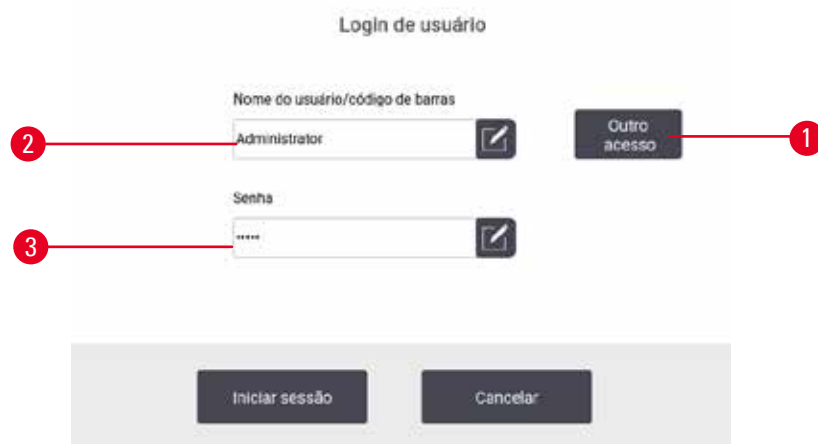 Login de usuário
Nome do usuário/código de barras
Administrator
Outro
acesso
1
2
Senha
•••••
3
Iniciar sessão
Cancelar